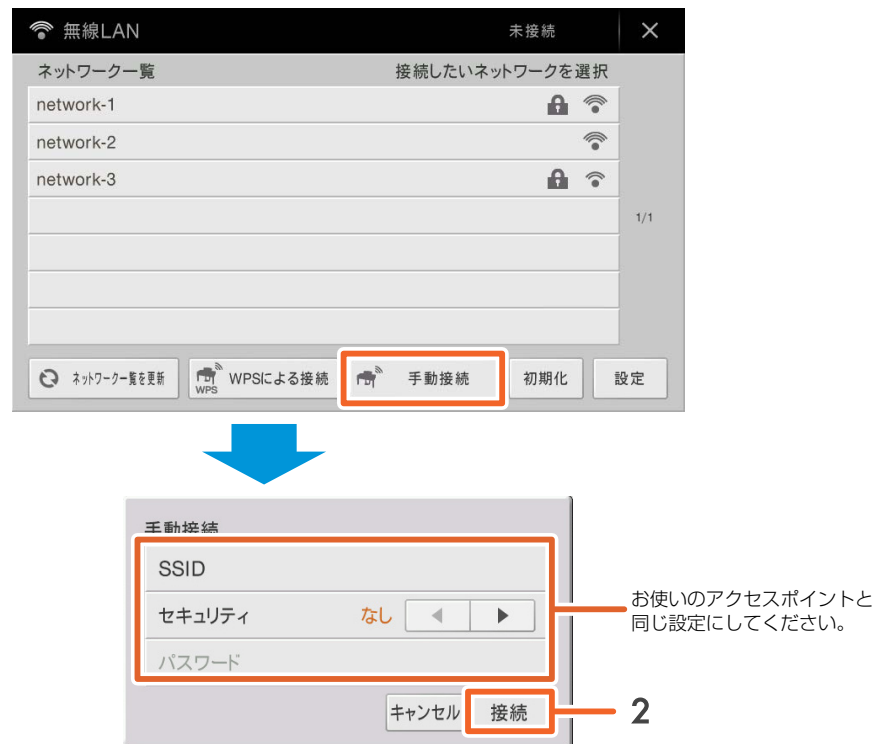 無線LAN
未接続
ネットワーク一覧
接続したいネットワークを選択
network-1
network-2
network-3
1/1
ネットワーク一覧を更新
WPS
WPSによる接続
手動接続
初期化
設定
手動接続
SSID
セキュリティ なし
パスワード
お使いのアクセスポイントと
同じ設定にしてください。
キャンセル
接続
2